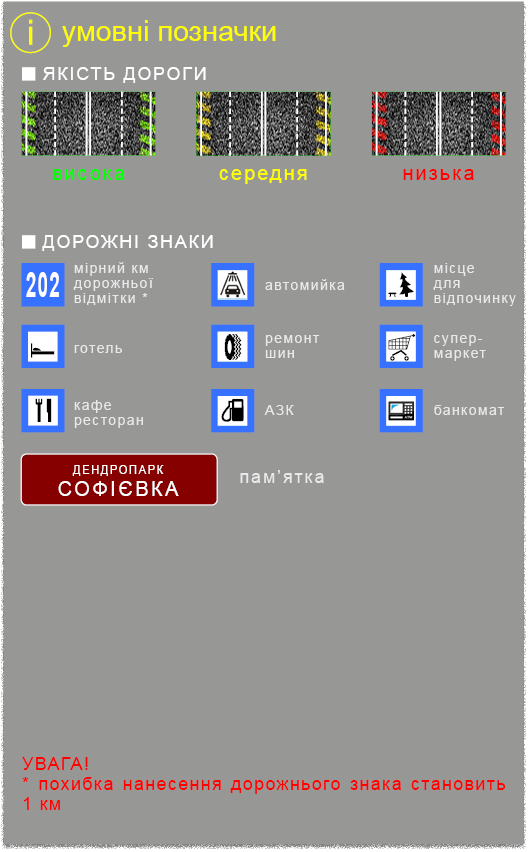 i умовні позначки
ЯКІСТЬ ДОРОГИ
висока середня низька
ДОРОЖНІ ЗНАКИ
202
мірний км
дорожньої
відмітки *
автомийка
місце
для
відпочинку
готель
ремонт
шин
супер-
маркет
кафе
ресторан
АЗК
банкомат
ДЕНДРОПАРК
СОФІЄВКА
пам'ятка
УВАГА!
* похибка нанесення дорожнього знака становить
1 км